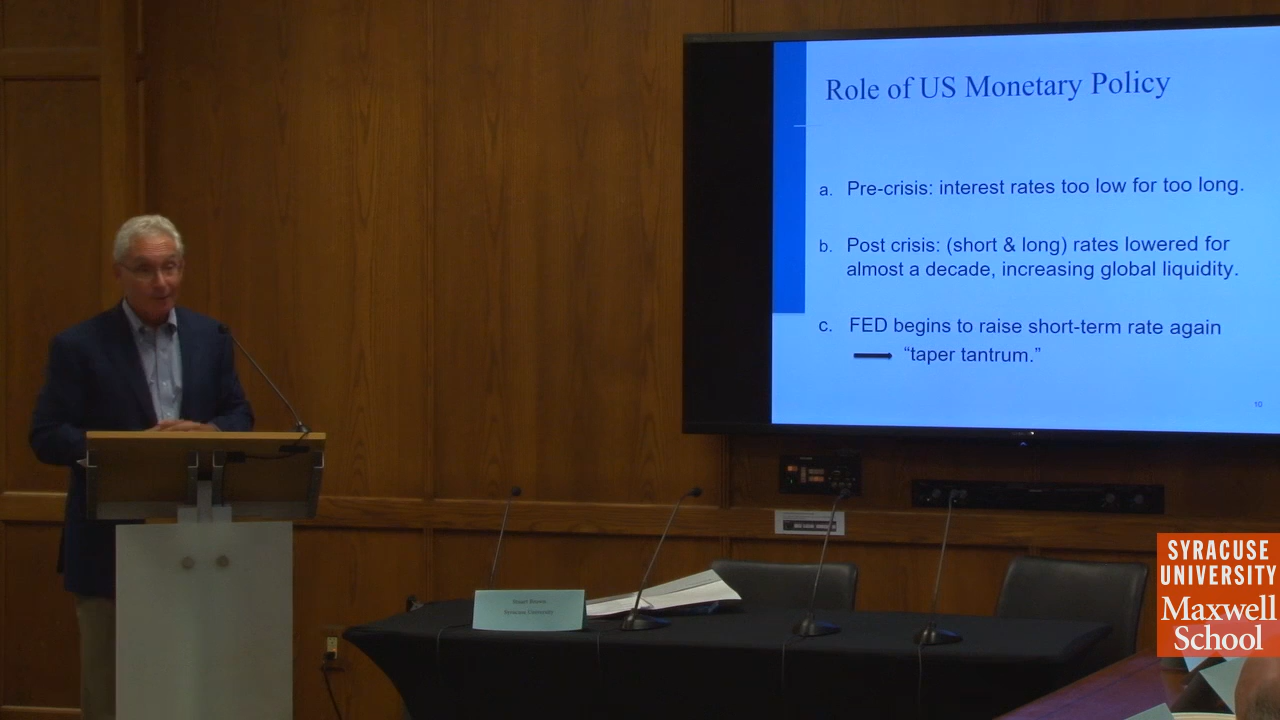 Role of US Monetary Policy
a. Pre-crisis: interest rates too low for too long.
b. Post crisis: (short & long) rates lowered for
almost a decade, increasing global liquidity.
c. FED begins to raise short-term rate again
“taper tantrum.”
10
Syracuse University
SYRACUSE
UNIVERSITY
Maxwell
School